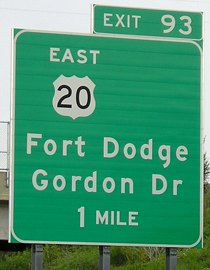 EXIT 93
EAST
20
Fort Dodge
Gordon Dr
1 MILE